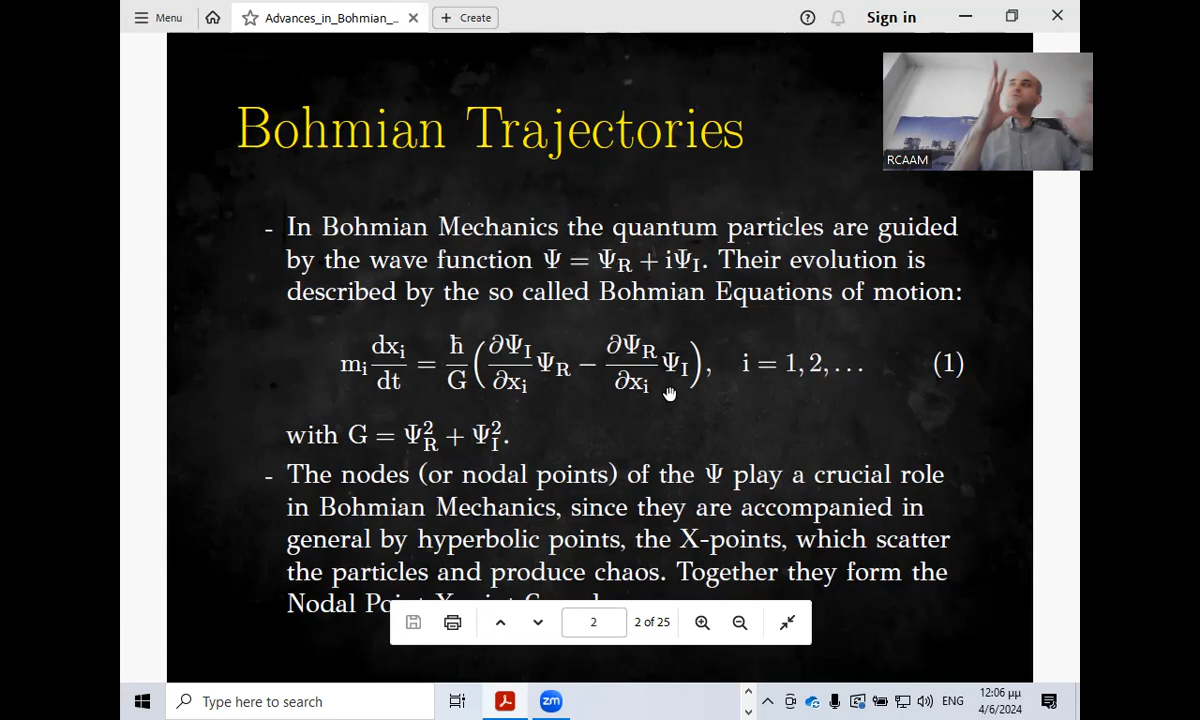 Menu
Advances_in_Bohmian_...
Create
Sign in
Bohmian Trajectories
RCAAM
- In Bohmian Mechanics the quantum particles are guided
by the wave function Ψ = Ψ_R + iΨ_I. Their evolution is
described by the so called Bohmian Equations of motion:
m_i dx_i/dt = ħ/G (∂Ψ_I/∂x_i Ψ_R − ∂Ψ_R/∂x_i Ψ_I), i = 1, 2, . . . (1)
with G = Ψ_R^2 + Ψ_I^2.
- The nodes (or nodal points) of the Ψ play a crucial role
in Bohmian Mechanics, since they are accompanied in
general by hyperbolic points, the X-points, which scatter
the particles and produce chaos. Together they form the
Nodal
2
2 of 25
Type here to search
zm
ENG
12:06 μμ
4/6/2024